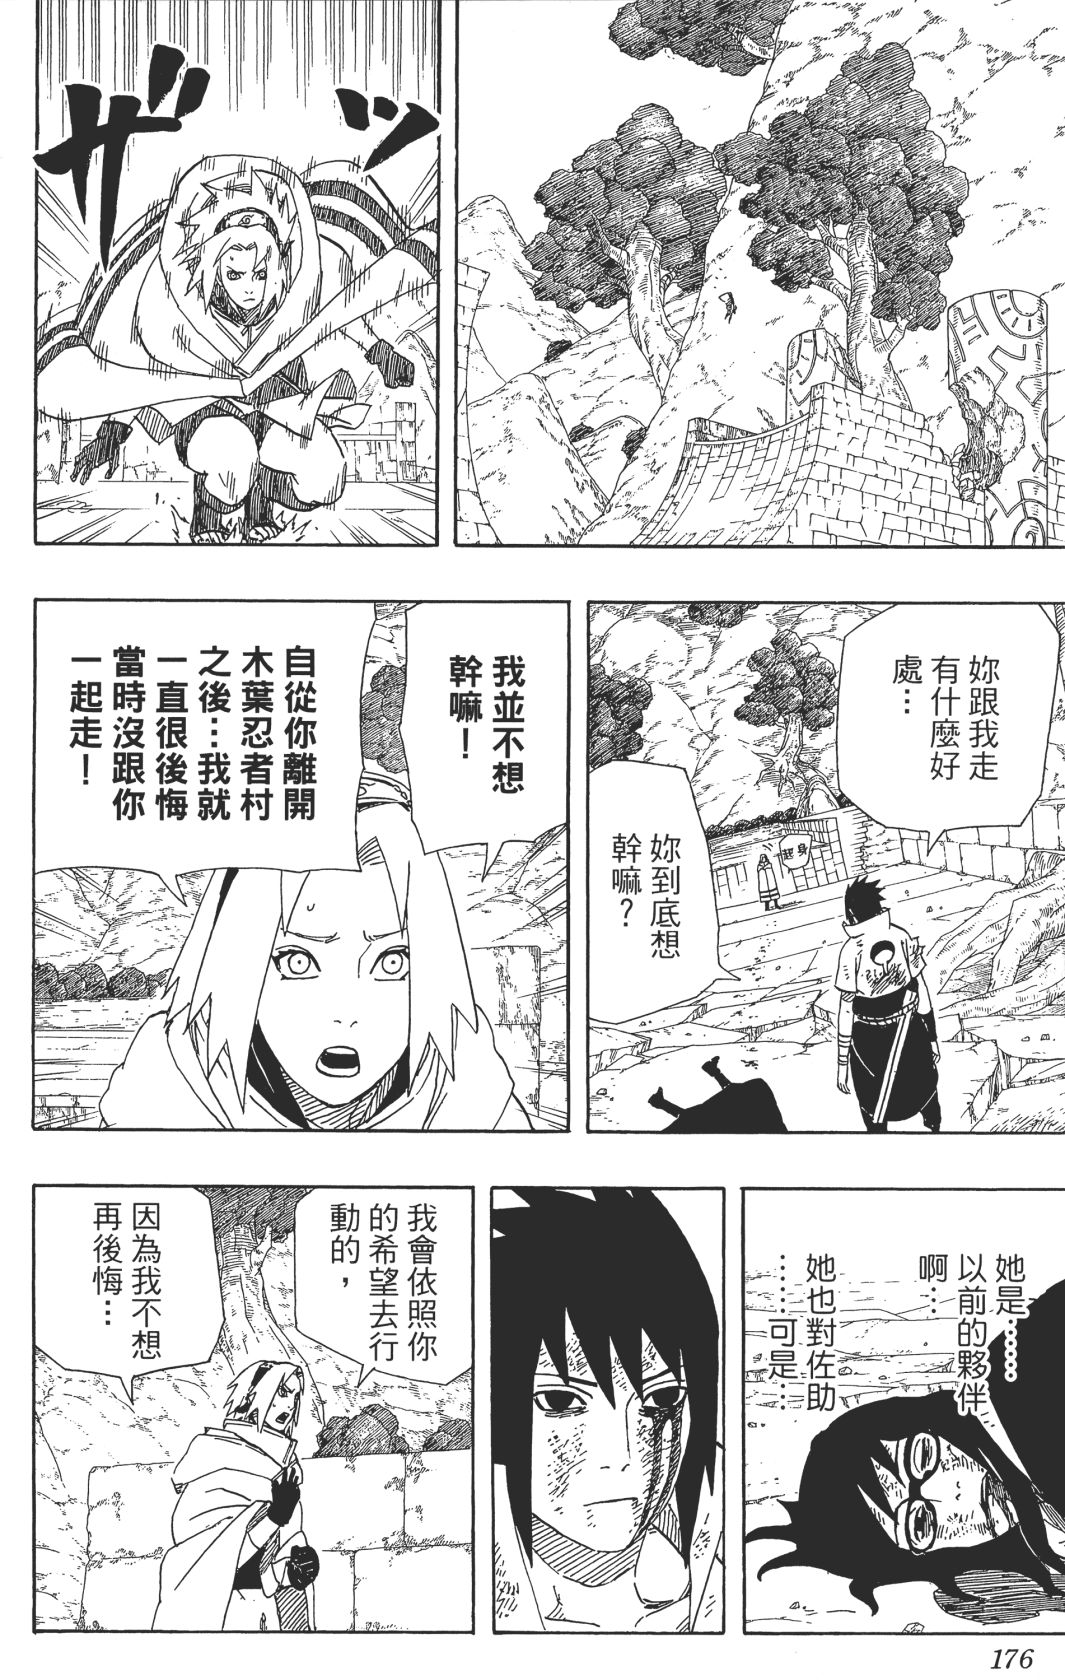 ザッ
妳跟我走
有什麼好
處…
起身
妳到底想
幹嘛?
我並不想
幹嘛!
自從你離開
木葉忍者村
之後…我就
一直很後悔
當時沒跟你
一起走!
她是……
以前的夥伴
啊…
她也對佐助
……可是…
我會依照你
的希望去行
動的,
因為我不想
再後悔…
176